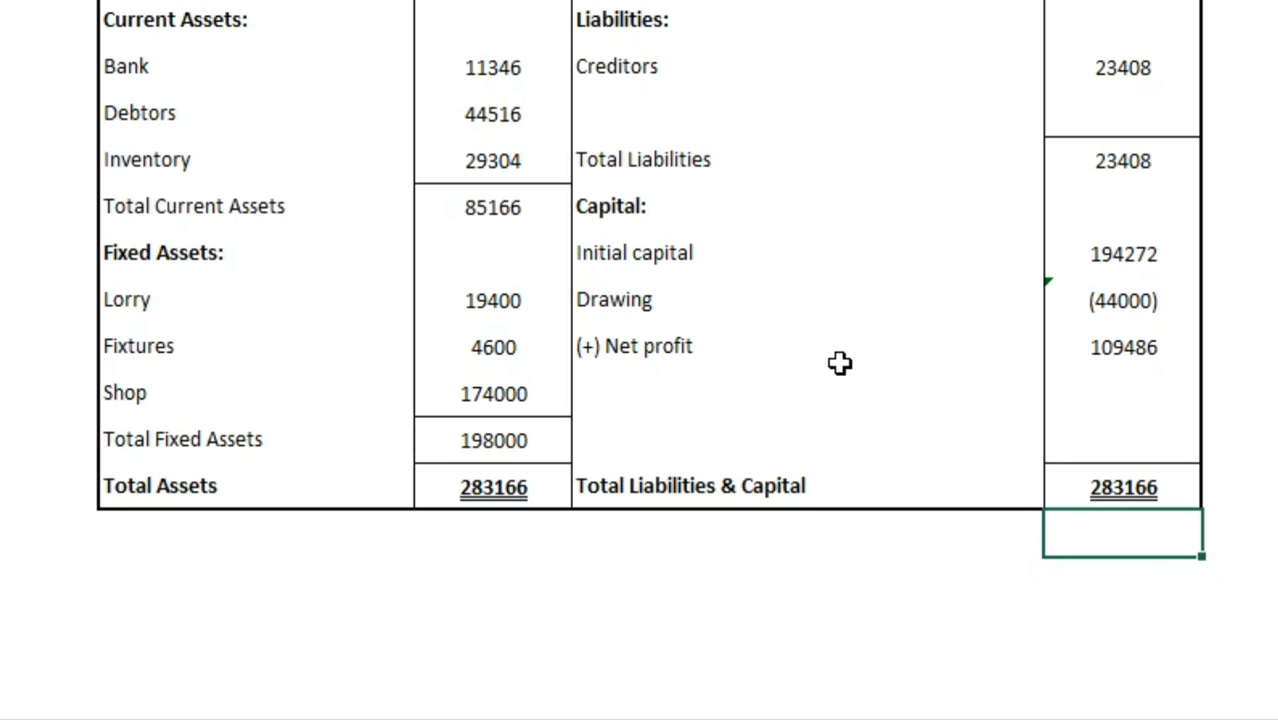 Current Assets: Liabilities:
Bank 11346 Creditors 23408
Debtors 44516
Inventory 29304 Total Liabilities 23408
Total Current Assets 85166 Capital:
Fixed Assets: Initial capital 194272
Lorry 19400 Drawing (44000)
Fixtures 4600 (+) Net profit 109486
Shop 174000
Total Fixed Assets 198000
Total Assets 283166 Total Liabilities & Capital 283166